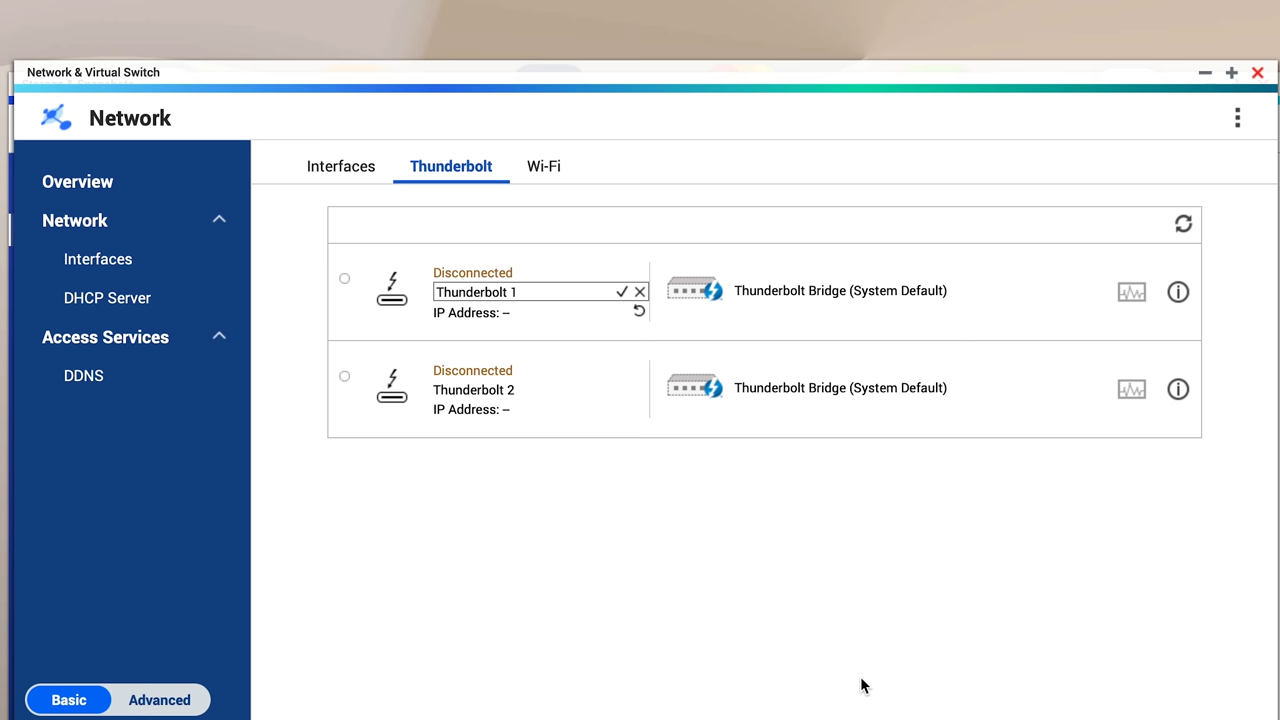 Network & Virtual Switch
Network
Overview
Network
Interfaces
DHCP Server
Access Services
DDNS
Basic
Advanced
Interfaces
Thunderbolt
Wi-Fi
Disconnected
Thunderbolt 1
IP Address: –
Thunderbolt Bridge (System Default)
Disconnected
Thunderbolt 2
IP Address: –
Thunderbolt Bridge (System Default)